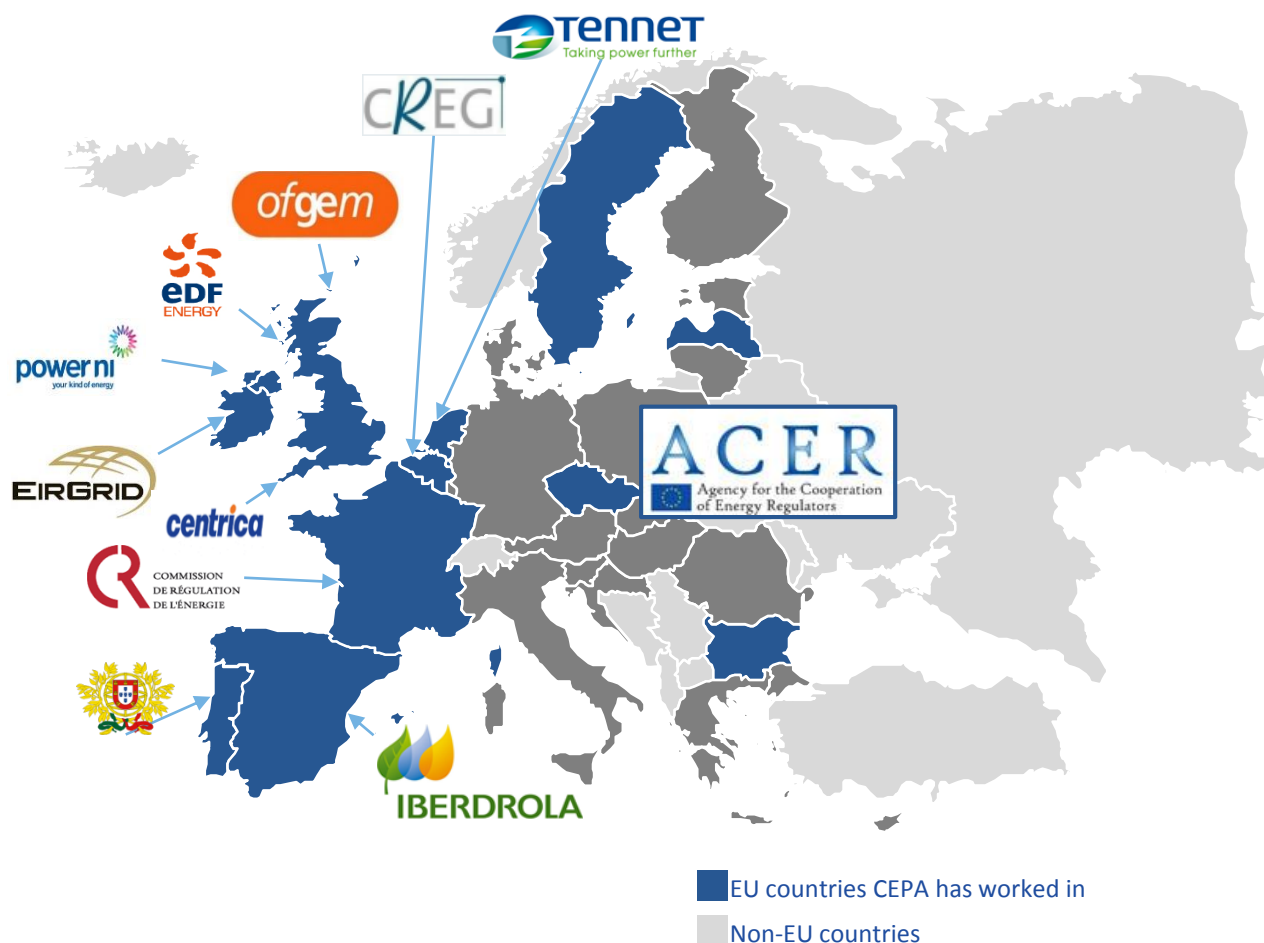 TENNET
Taking power further
CREG
ofgem
eDF
ENERGY
power ni
your kind of energy
EIRGRID
centrica
ACER
Agency for the Cooperation
of Energy Regulators
CR
COMMISSION
DE RÉGULATION
DE L'ÉNERGIE
IBERDROLA
EU countries CEPA has worked in
Non-EU countries